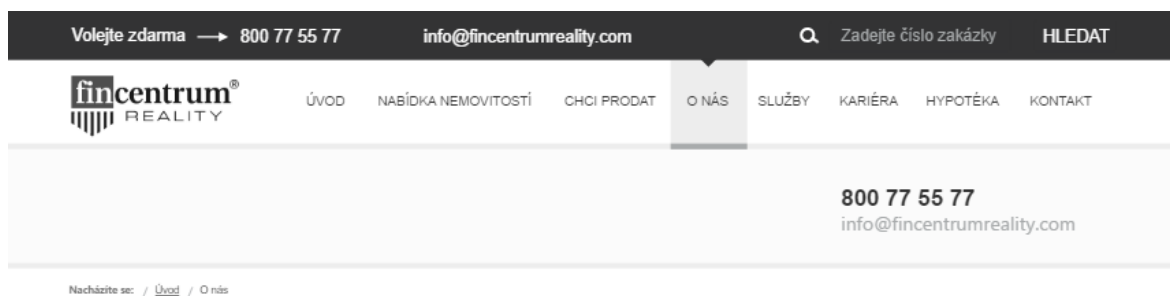 Volejte zdarma → 800 77 55 77 info@fincentrumreality.com Zadejte číslo zakázky HLEDAT
fincentrum®
REALITY
ÚVOD NABÍDKA NEMOVITOSTÍ CHCI PRODAT O NÁS SLUŽBY KARIÉRA HYPOTÉKA KONTAKT
800 77 55 77
info@fincentrumreality.com
Nacházíte se: / Úvod / O nás